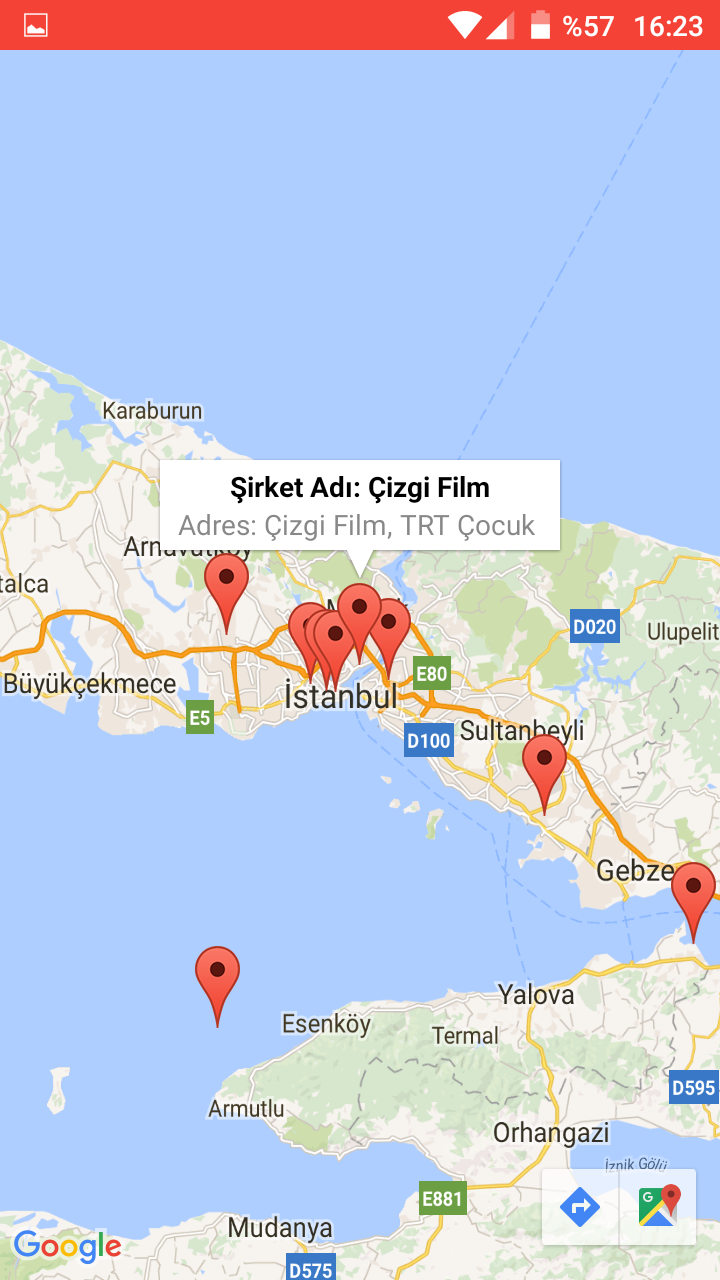 %57 16:23
Karaburun
Şirket Adı: Çizgi Film
Adres: Çizgi Film, TRT Çocuk
Arnavutköy
talca
D020
Ulupelit
Büyükçekmece
E80
İstanbul
E5
Sultanbeyli
D100
Gebze
Yalova
Esenköy
Termal
D595
Armutlu
Orhangazi
İznik Gölü
E881
Mudanya
Google
D575